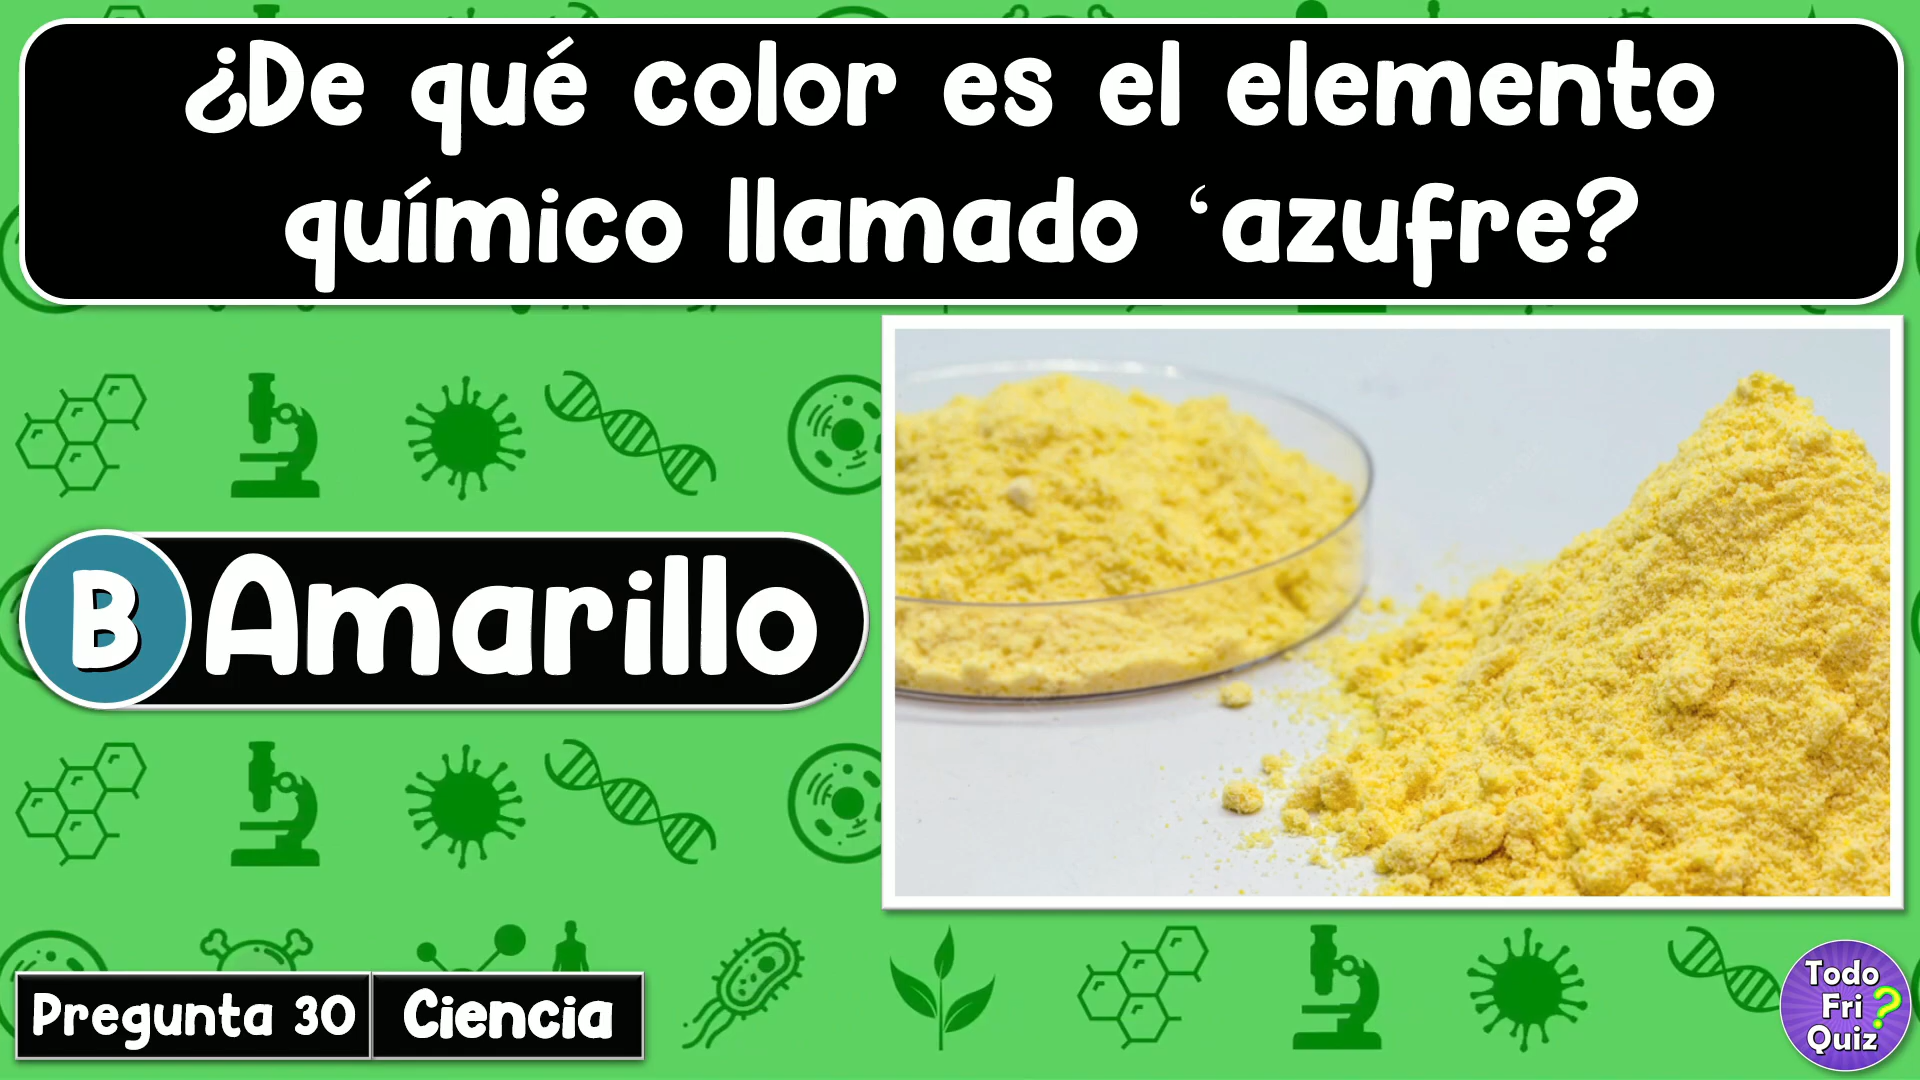 ¿De qué color es el elemento
químico llamado ‘azufre?
B Amarillo
Pregunta 30 Ciencia
Todo
Fri ?
Quiz